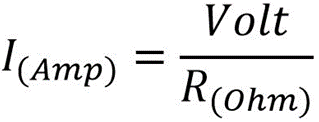 I(Amp) = Volt / R(Ohm)